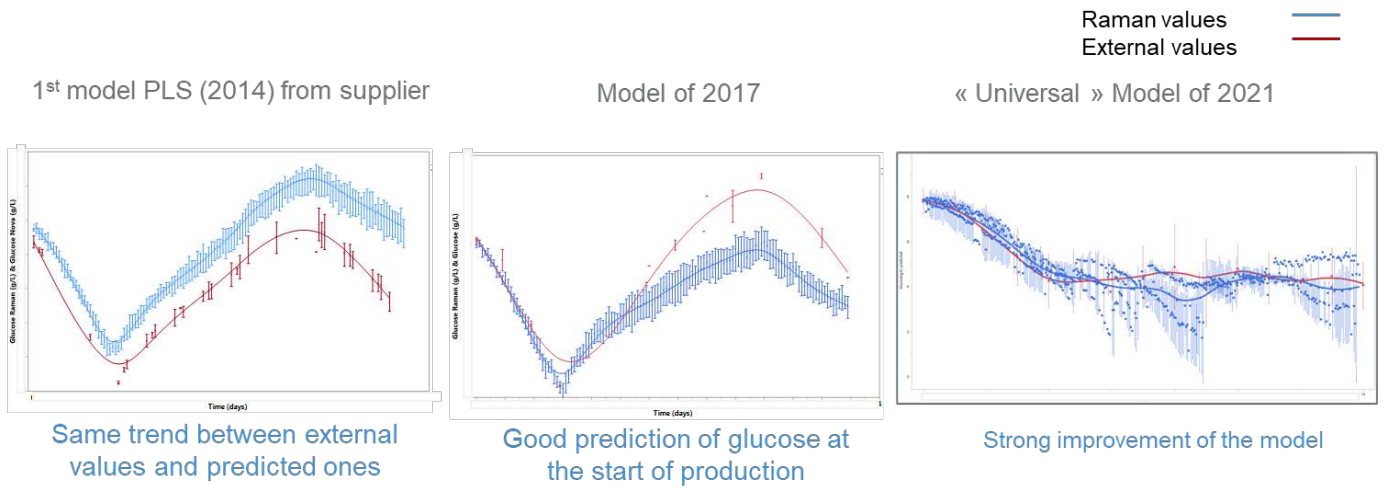 Raman values
External values
1st model PLS (2014) from supplier
Model of 2017
« Universal » Model of 2021
Glucose Raman (g/L) & Glucose Nova (g/L)
Time (days)
Glucose Raman (g/L) & Glucose (g/L)
Time (days)
Same trend between external
values and predicted ones
Good prediction of glucose at
the start of production
Strong improvement of the model